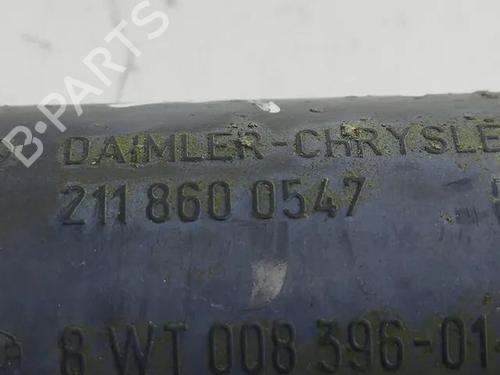 B-PARTS
DAIMLER-CHRYSLE
211 860 0547
8 WT 008 396-01